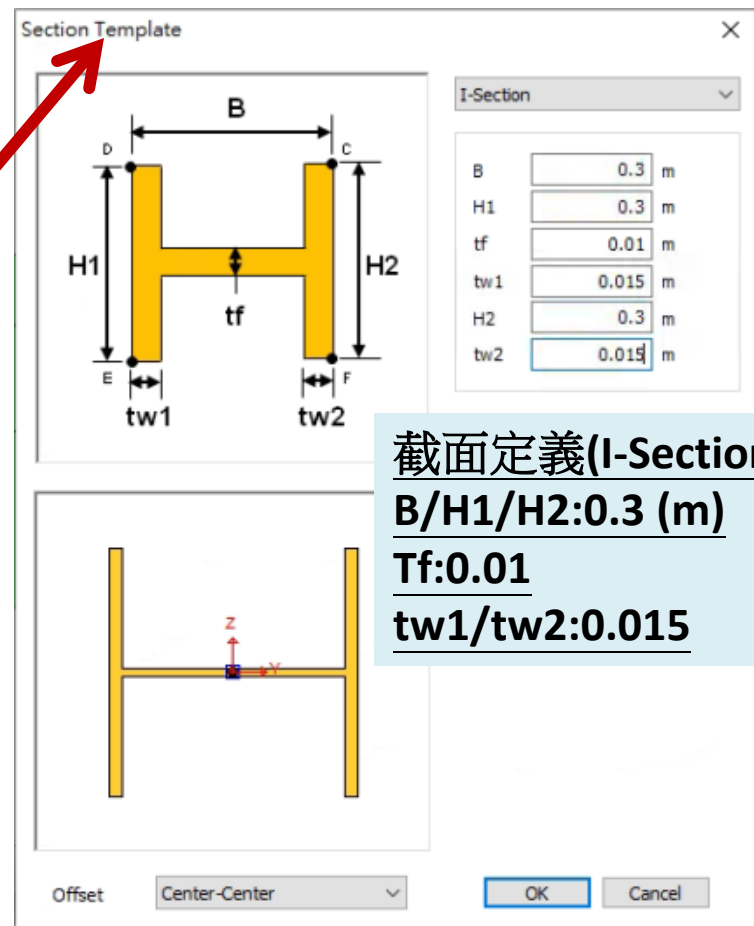 Section Template
B
D
C
H1
H2
tf
E
F
tw1
tw2
I-Section
B 0.3 m
H1 0.3 m
tf 0.01 m
tw1 0.015 m
H2 0.3 m
tw2 0.015 m
截面定義(I-Section
B/H1/H2:0.3 (m)
Tf:0.01
tw1/tw2:0.015
Z
Y
Offset
Center-Center
OK
Cancel